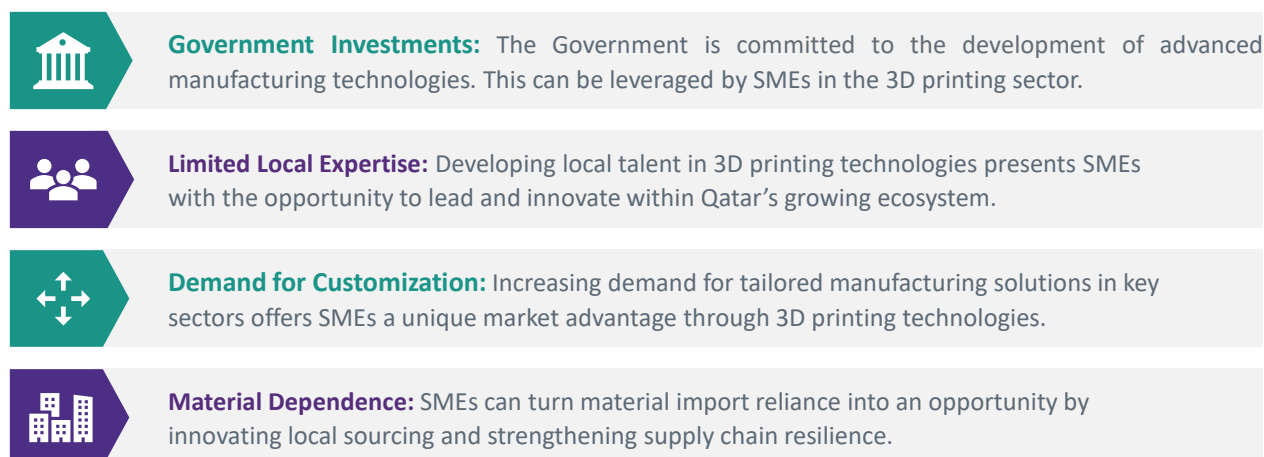 Government Investments: The Government is committed to the development of advanced
manufacturing technologies. This can be leveraged by SMEs in the 3D printing sector.
Limited Local Expertise: Developing local talent in 3D printing technologies presents SMEs
with the opportunity to lead and innovate within Qatar’s growing ecosystem.
Demand for Customization: Increasing demand for tailored manufacturing solutions in key
sectors offers SMEs a unique market advantage through 3D printing technologies.
Material Dependence: SMEs can turn material import reliance into an opportunity by
innovating local sourcing and strengthening supply chain resilience.